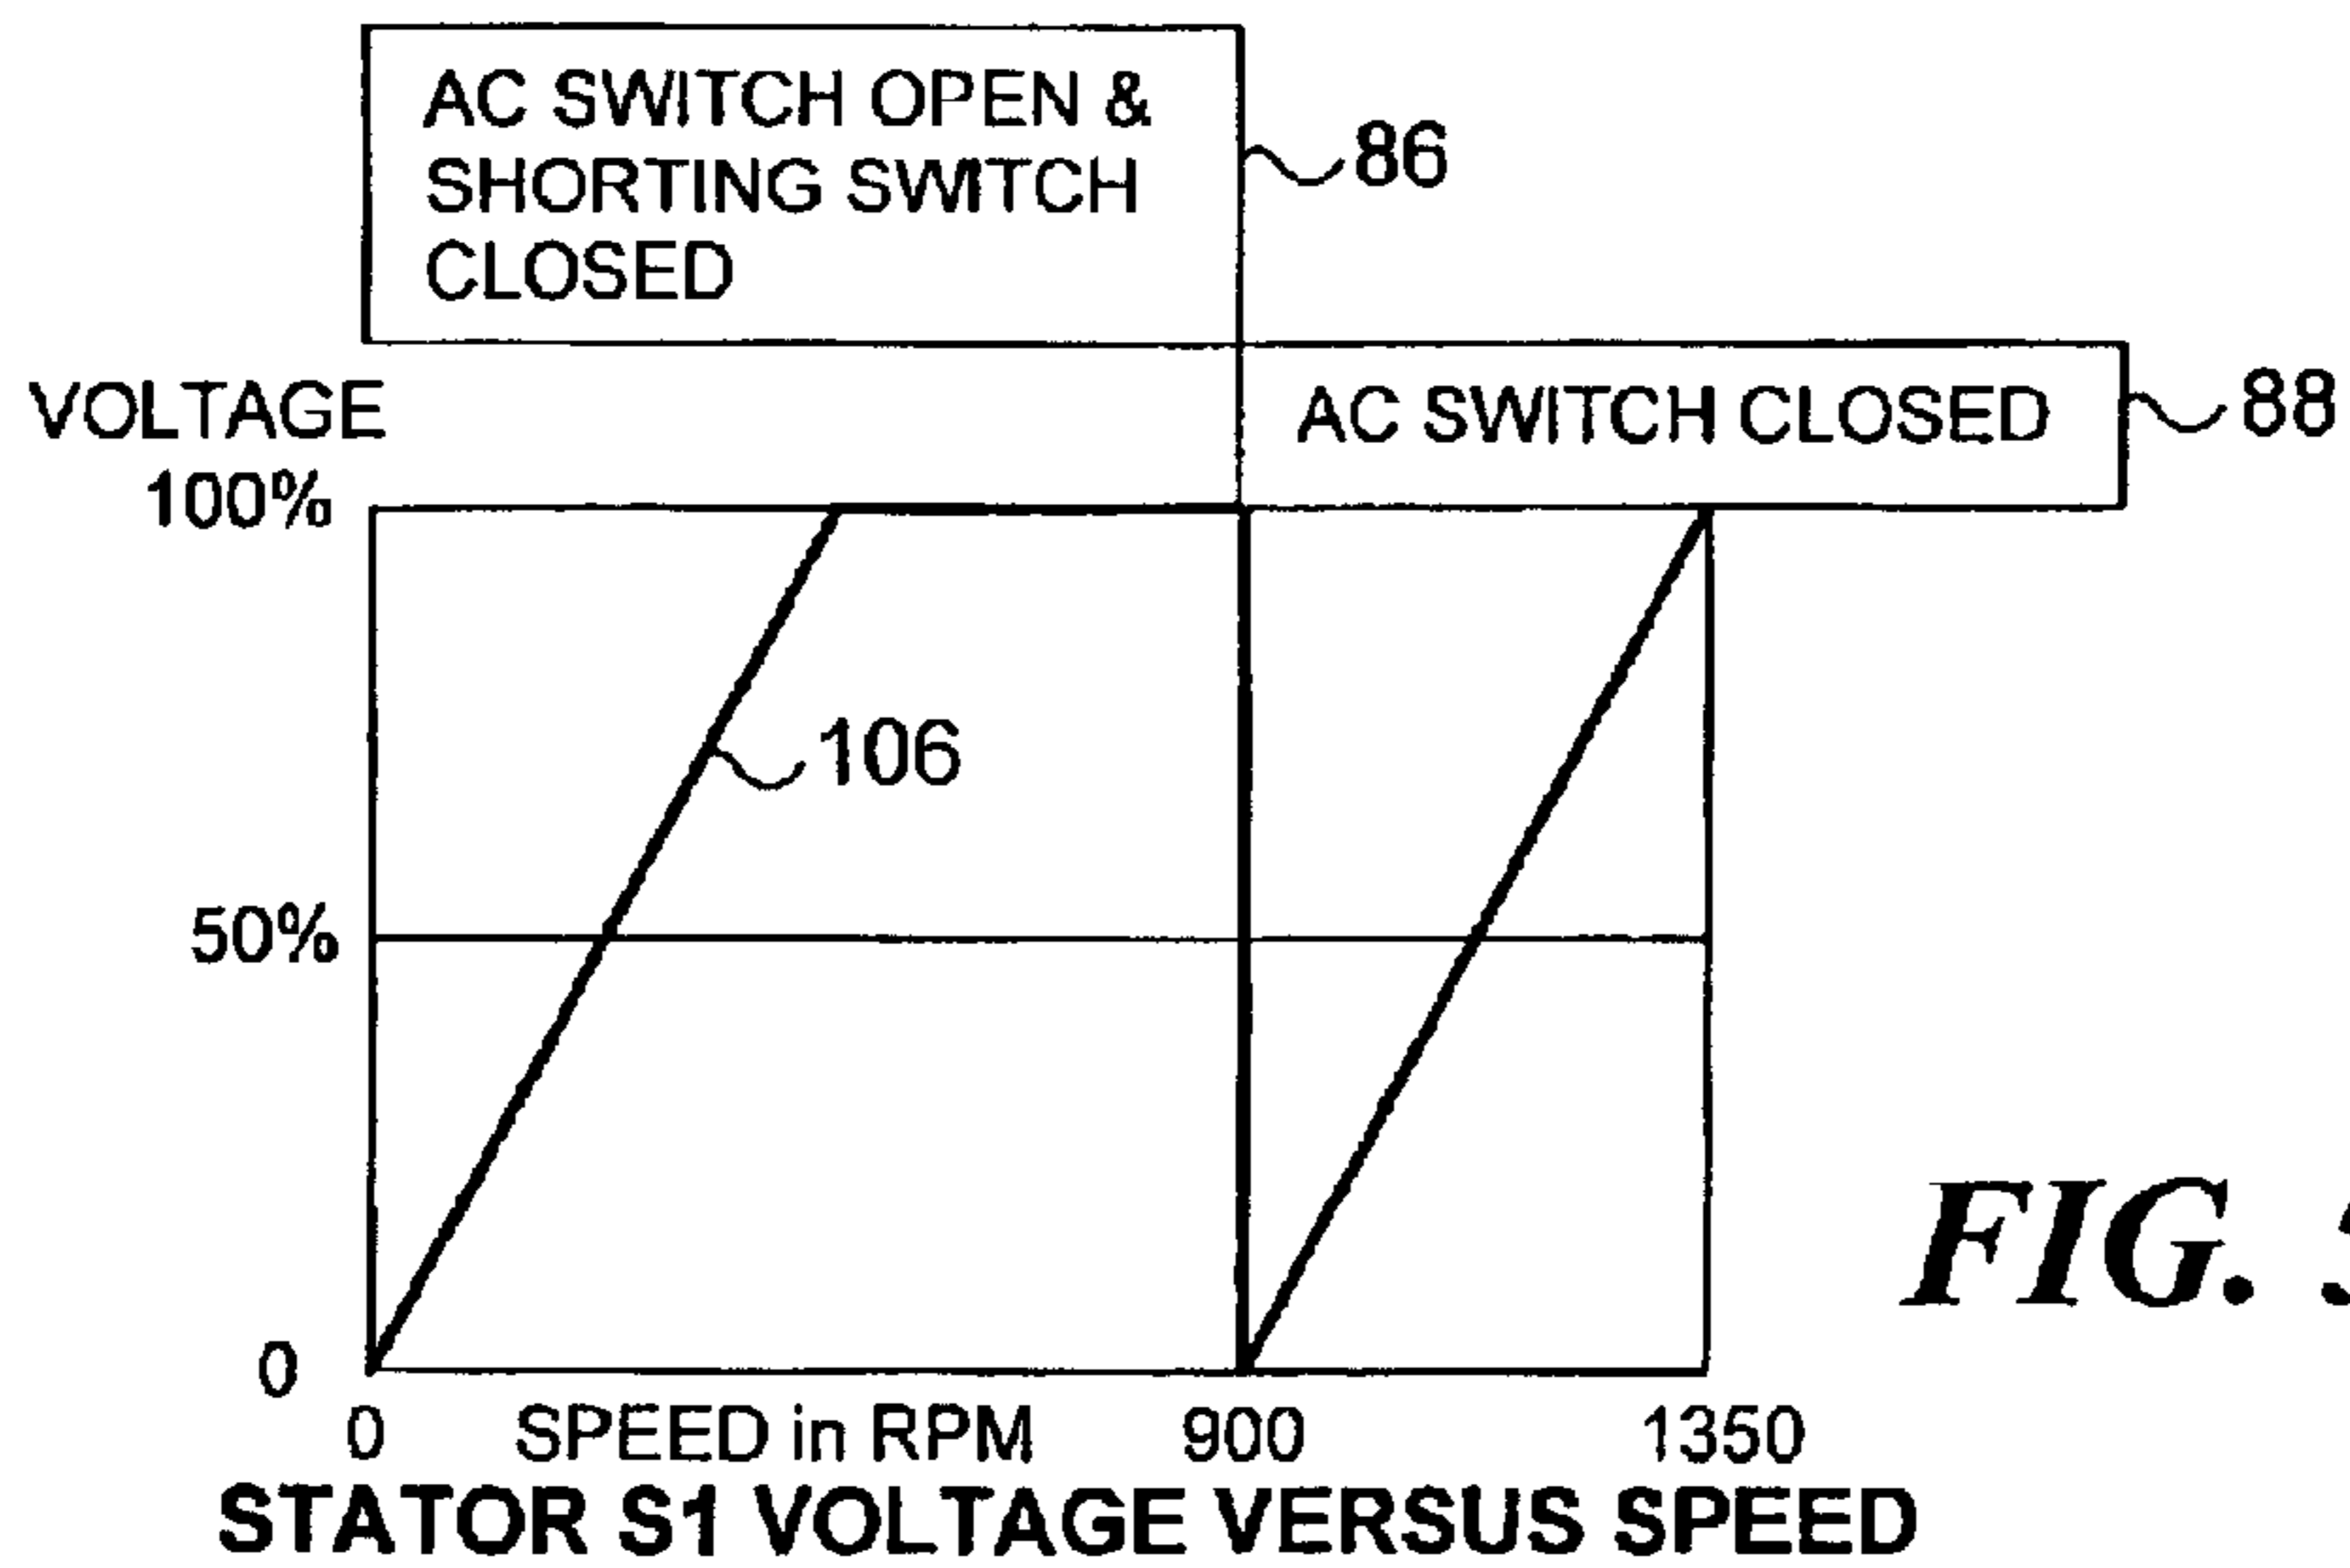 AC SWITCH OPEN &
SHORTING SWITCH
CLOSED
86
VOLTAGE
AC SWITCH CLOSED
88
100%
106
50%
FIG.
0
0
SPEED in RPM
900
1350
STATOR S1 VOLTAGE VERSUS SPEED